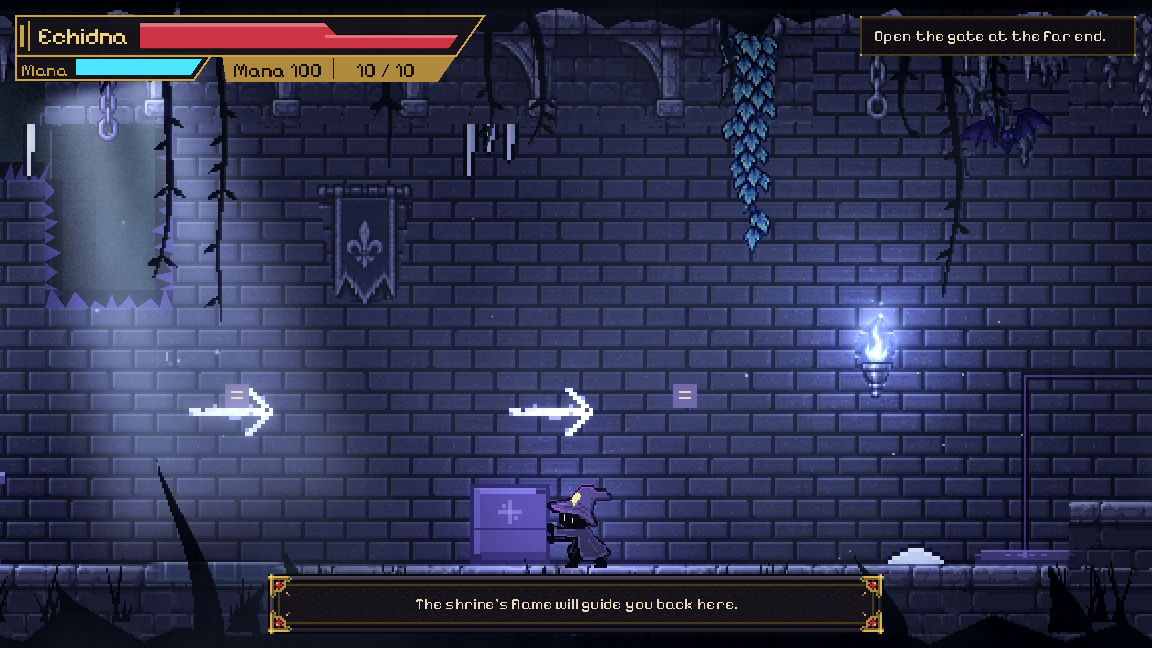 Echidna
Mana
Mana 100
10 / 10
Open the gate at the far end.
The shrine's flame will guide you back here.